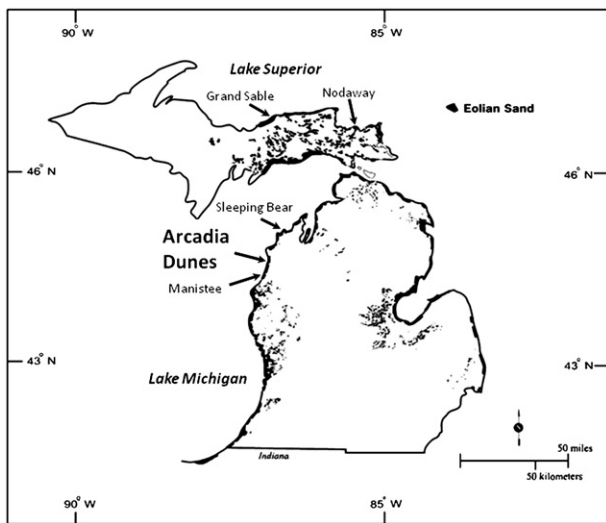 90° W
85° W
Lake Superior
Grand Sable
Nodaway
Eolian Sand
46° N
46° N
Sleeping Bear
Arcadia
Dunes
Manistee
43° N
43° N
Lake Michigan
Indiana
50 miles
50 kilometers
90° W
85° W